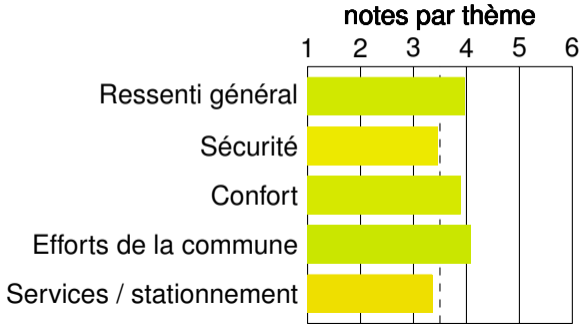 notes par thème
1 2 3 4 5 6
Ressenti général
Sécurité
Confort
Efforts de la commune
Services / stationnement